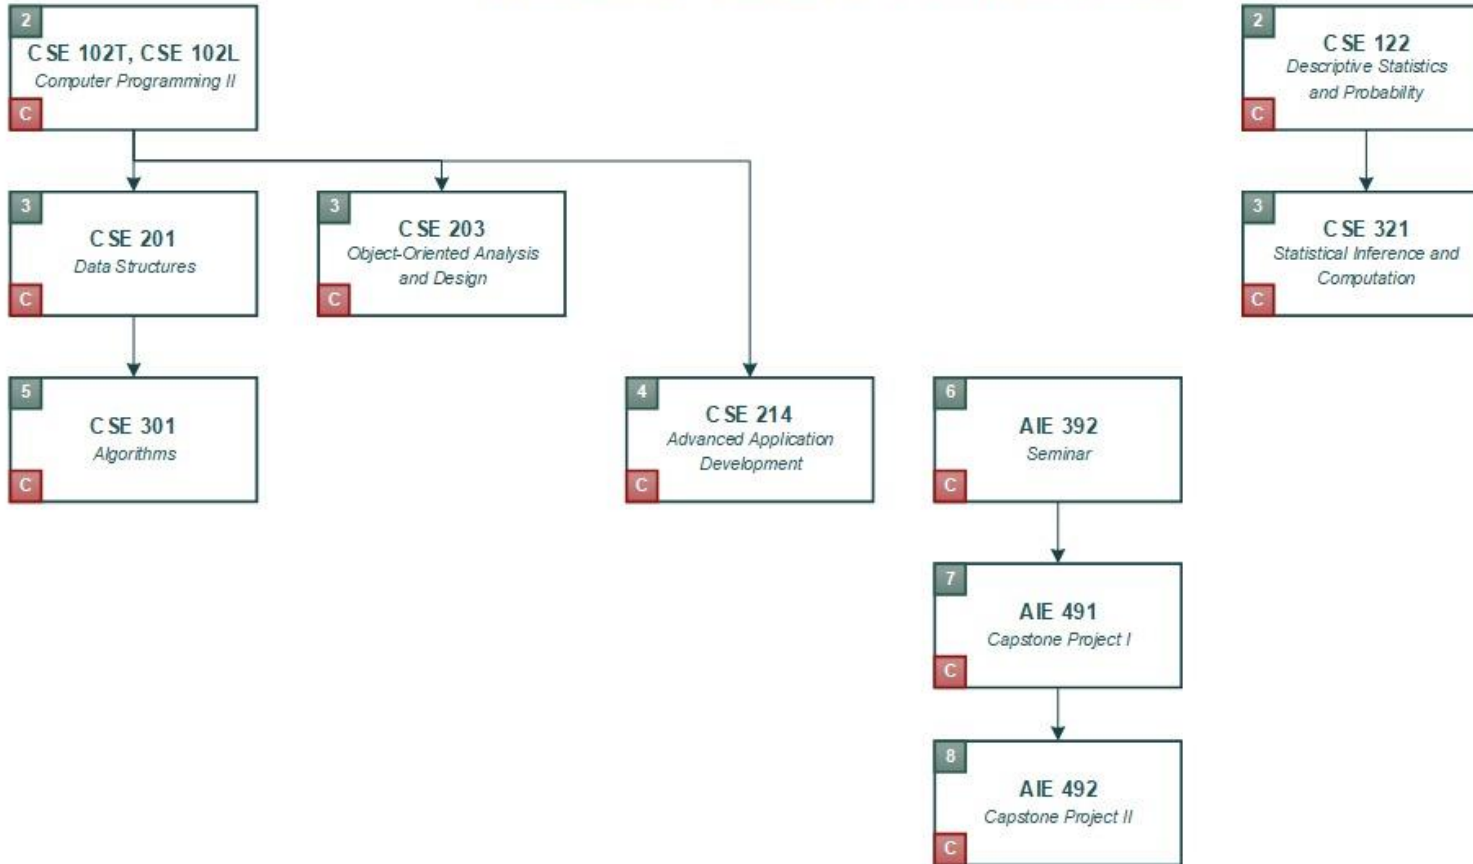 2
CSE 102T, CSE 102L
Computer Programming II
C
2
CSE 122
Descriptive Statistics
and Probability
C
3
CSE 201
Data Structures
C
3
CSE 203
Object-Oriented Analysis
and Design
C
3
CSE 321
Statistical Inference and
Computation
C
5
CSE 301
Algorithms
C
4
CSE 214
Advanced Application
Development
C
6
AIE 392
Seminar
C
7
AIE 491
Capstone Project I
C
8
AIE 492
Capstone Project II
C